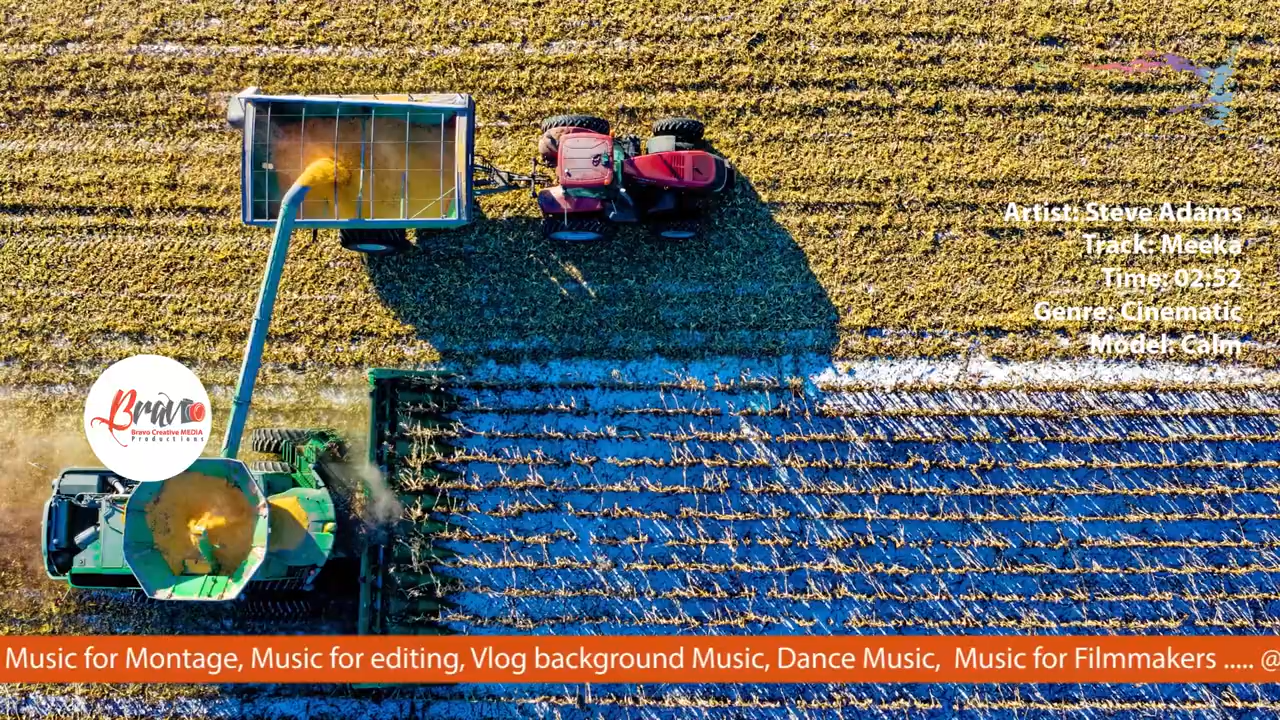 Artist: Steve Adams
Track: Meeka
Time: 02:52
Genre: Cinematic
Model: Calm
Bravo
Bravo Creative MEDIA
Productions
Music for Montage, Music for editing, Vlog background Music, Dance Music, Music for Filmmakers ..... @